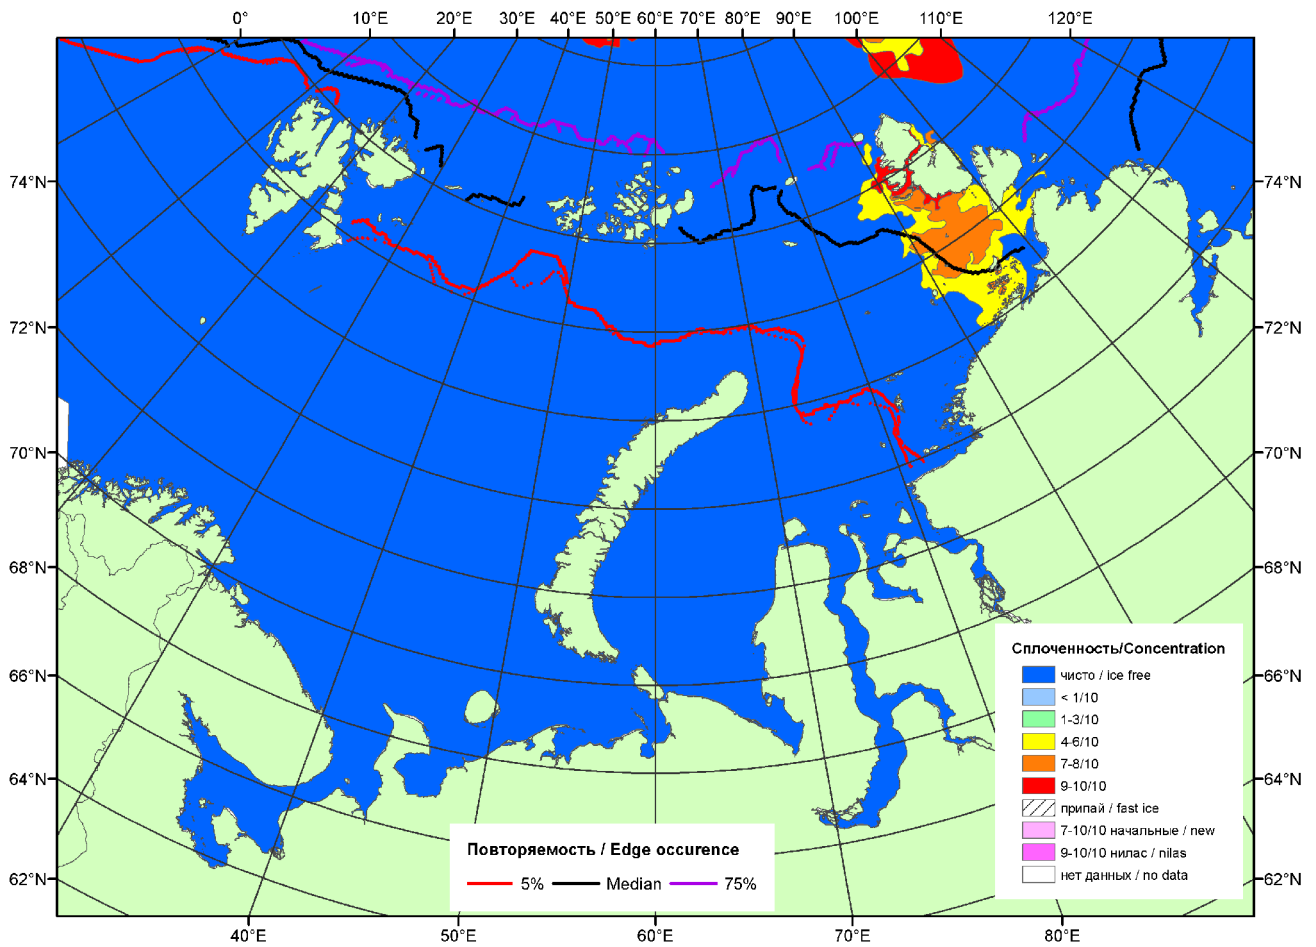 0° 10°E 20°E 30°E 40°E 50°E 60°E 70°E 75°E 90°E 100°E 110°E 120°E
74°N 74°N
72°N 72°N
70°N 70°N
68°N 68°N
66°N 66°N
64°N 64°N
62°N 62°N
40°E 50°E 60°E 70°E 80°E
Сплоченность/Concentration
чисто / ice free
< 1/10
1-3/10
4-6/10
7-8/10
9-10/10
припай / fast ice
7-10/10 начальные / new
9-10/10 нилас / nilas
нет данных / no data
Повторяемость / Edge occurence
5% Median 75%